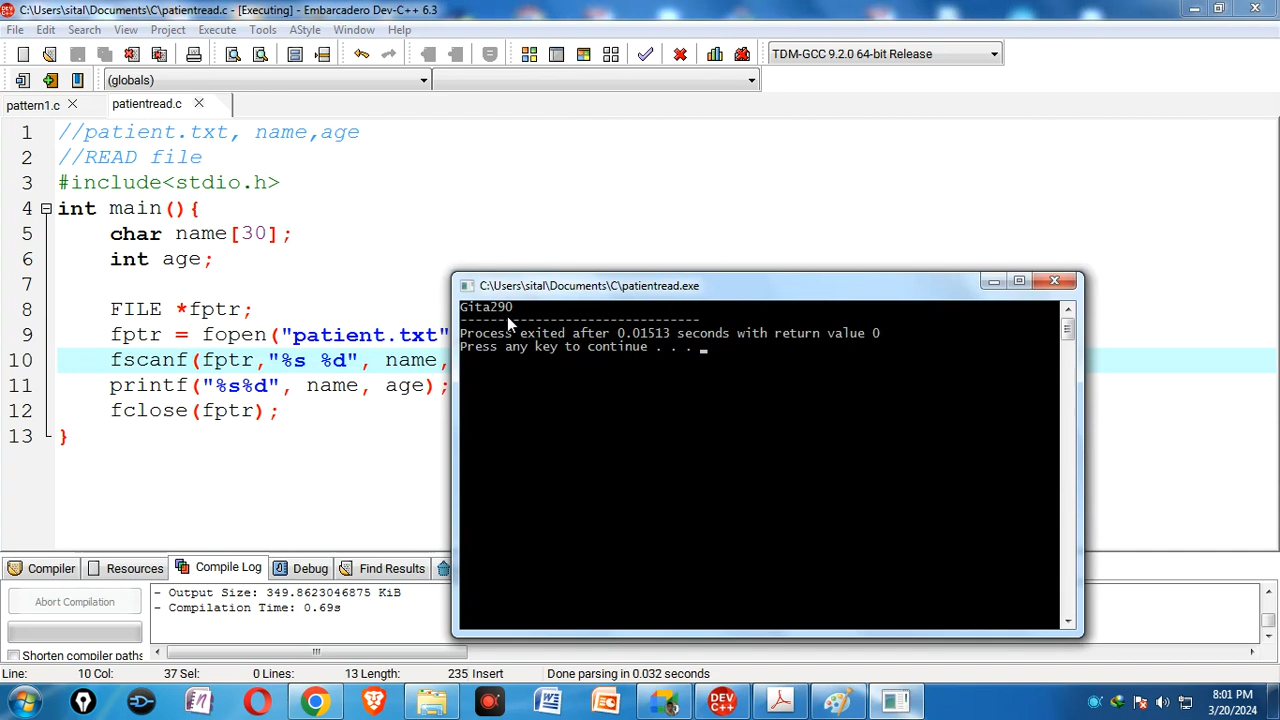 C:\Users\sital\Documents\C\patientread.c - [Executing] - Embarcadero Dev-C++ 6.3
File Edit Search View Project Execute Tools AStyle Window Help
TDM-GCC 9.2.0 64-bit Release
(globals)
pattern1.c patientread.c
1 //patient.txt, name,age
2 //READ file
3 #include<stdio.h>
4 int main(){
5 char name[30];
6 int age;
7
8 FILE *fptr;
9 fptr = fopen("patient.txt"
10 fscanf(fptr,"%s %d", name,
11 printf("%s%d", name, age);
12 fclose(fptr);
13 }
C:\Users\sital\Documents\C\patientread.exe
Gita290
--------------------------------
Process exited after 0.01513 seconds with return value 0
Press any key to continue . . .
Compiler Resources Compile Log Debug Find Results
Abort Compilation
Shorten compiler paths
- Output Size: 349.8623046875 KiB
- Compilation Time: 0.69s
Line: 10 Col: 37 Sel: 0 Lines: 13 Length: 235 Insert Done parsing in 0.032 seconds
8:01 PM
3/20/2024